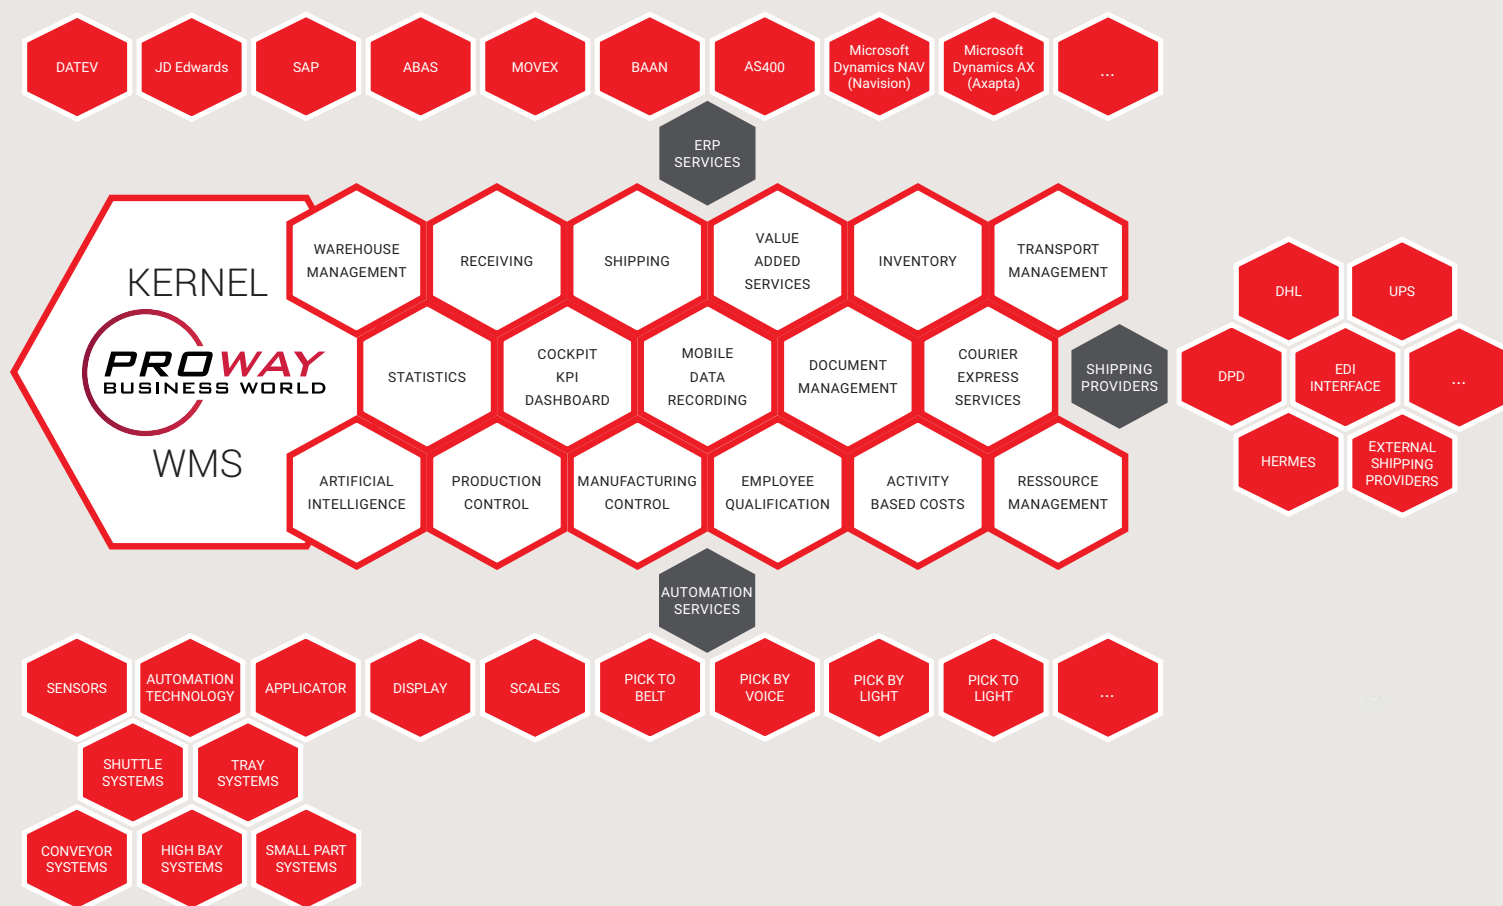 DATEV
JD Edwards
SAP
ABAS
MOVEX
BAAN
AS400
Microsoft
Dynamics NAV
(Navision)
Microsoft
Dynamics AX
(Axapta)
...
ERP
SERVICES
KERNEL
PROWAY
BUSINESS WORLD
WMS
WAREHOUSE
MANAGEMENT
RECEIVING
SHIPPING
VALUE
ADDED
SERVICES
INVENTORY
TRANSPORT
MANAGEMENT
STATISTICS
COCKPIT
KPI
DASHBOARD
MOBILE
DATA
RECORDING
DOCUMENT
MANAGEMENT
COURIER
EXPRESS
SERVICES
ARTIFICIAL
INTELLIGENCE
PRODUCTION
CONTROL
MANUFACTURING
CONTROL
EMPLOYEE
QUALIFICATION
ACTIVITY
BASED COSTS
RESSOURCE
MANAGEMENT
SHIPPING
PROVIDERS
DHL
UPS
DPD
EDI
INTERFACE
...
HERMES
EXTERNAL
SHIPPING
PROVIDERS
AUTOMATION
SERVICES
SENSORS
AUTOMATION
TECHNOLOGY
APPLICATOR
DISPLAY
SCALES
PICK TO
BELT
PICK BY
VOICE
PICK BY
LIGHT
PICK TO
LIGHT
...
SHUTTLE
SYSTEMS
TRAY
SYSTEMS
CONVEYOR
SYSTEMS
HIGH BAY
SYSTEMS
SMALL PART
SYSTEMS